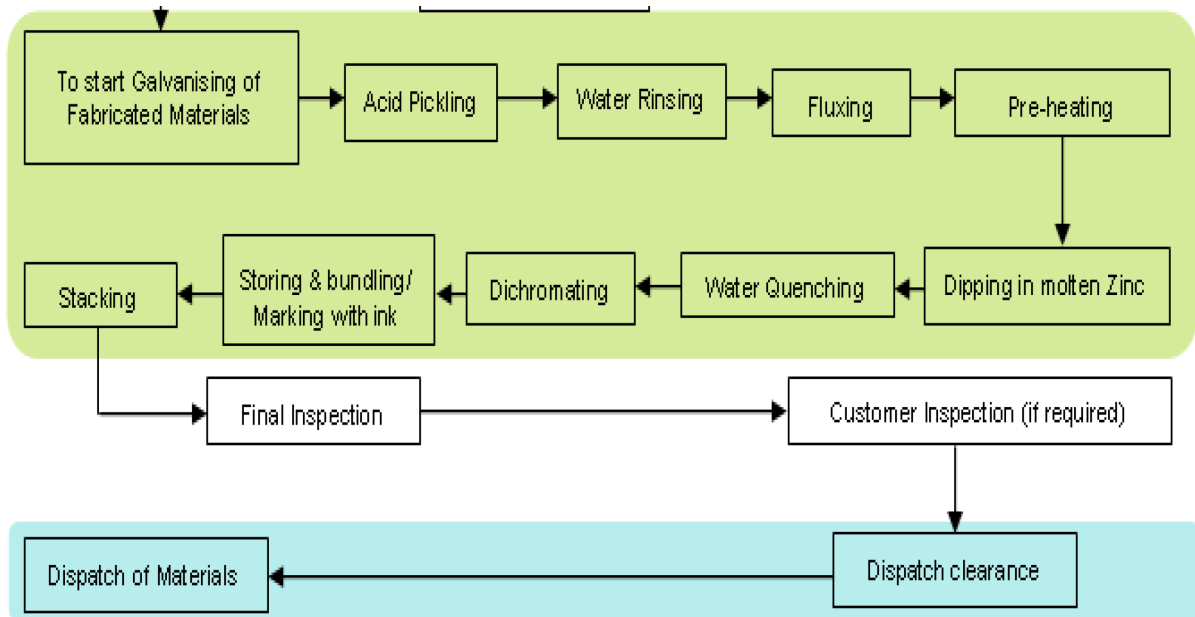 To start Galvanising of
Fabricated Materials
Acid Pickling
Water Rinsing
Fluxing
Pre-heating
Dipping in molten Zinc
Water Quenching
Dichromating
Storing & bundling/
Marking with ink
Stacking
Final Inspection
Customer Inspection (if required)
Dispatch clearance
Dispatch of Materials